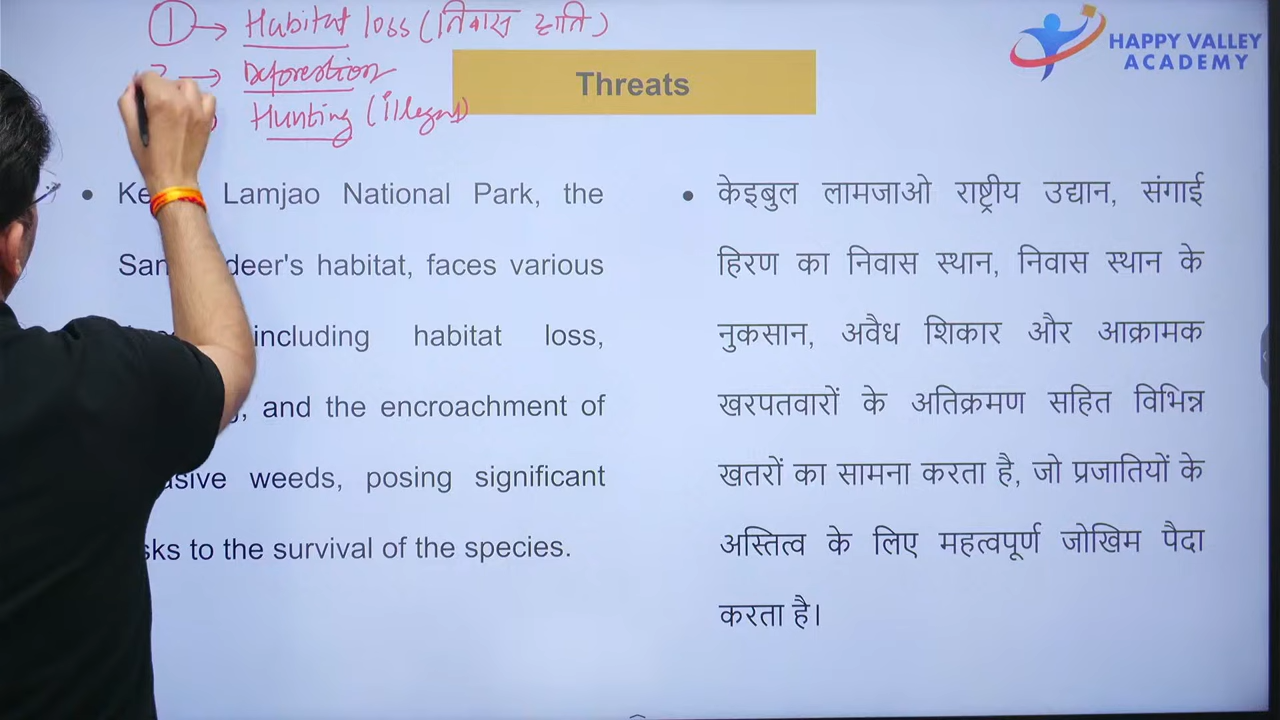 ① → Habitat loss (निवास हानि)
2 → Deforestion
Hunting (illegal)
Threats
HAPPY VALLEY
ACADEMY
• Lamjao National Park, the
deer's habitat, faces various
including habitat loss,
and the encroachment of
weeds, posing significant
to the survival of the species.
• केइबुल लामजाओ राष्ट्रीय उद्यान, संगाई
हिरण का निवास स्थान, निवास स्थान के
नुकसान, अवैध शिकार और आक्रामक
खरपतवारों के अतिक्रमण सहित विभिन्न
खतरों का सामना करता है, जो प्रजातियों के
अस्तित्व के लिए महत्वपूर्ण जोखिम पैदा
करता है।